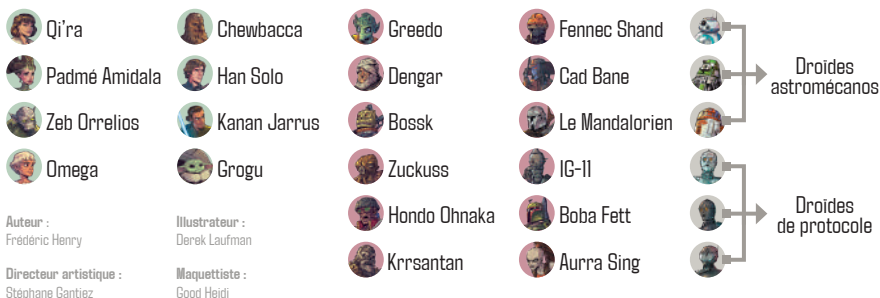 Qi'ra
Padmé Amidala
Zeb Orrelios
Omega
Chewbacca
Han Solo
Kanan Jarrus
Grogu
Greedo
Dengar
Bossk
Zuckuss
Hondo Ohnaka
Krrsantan
Fennec Shand
Cad Bane
Le Mandalorien
IG-11
Boba Fett
Aurra Sing
Droïdes
astromécanos
Droïdes
de protocole
Auteur :
Frédéric Henry
Directeur artistique :
Stéphane Gantiez
Illustrateur :
Derek Laufman
Maquettiste :
Good Heidi